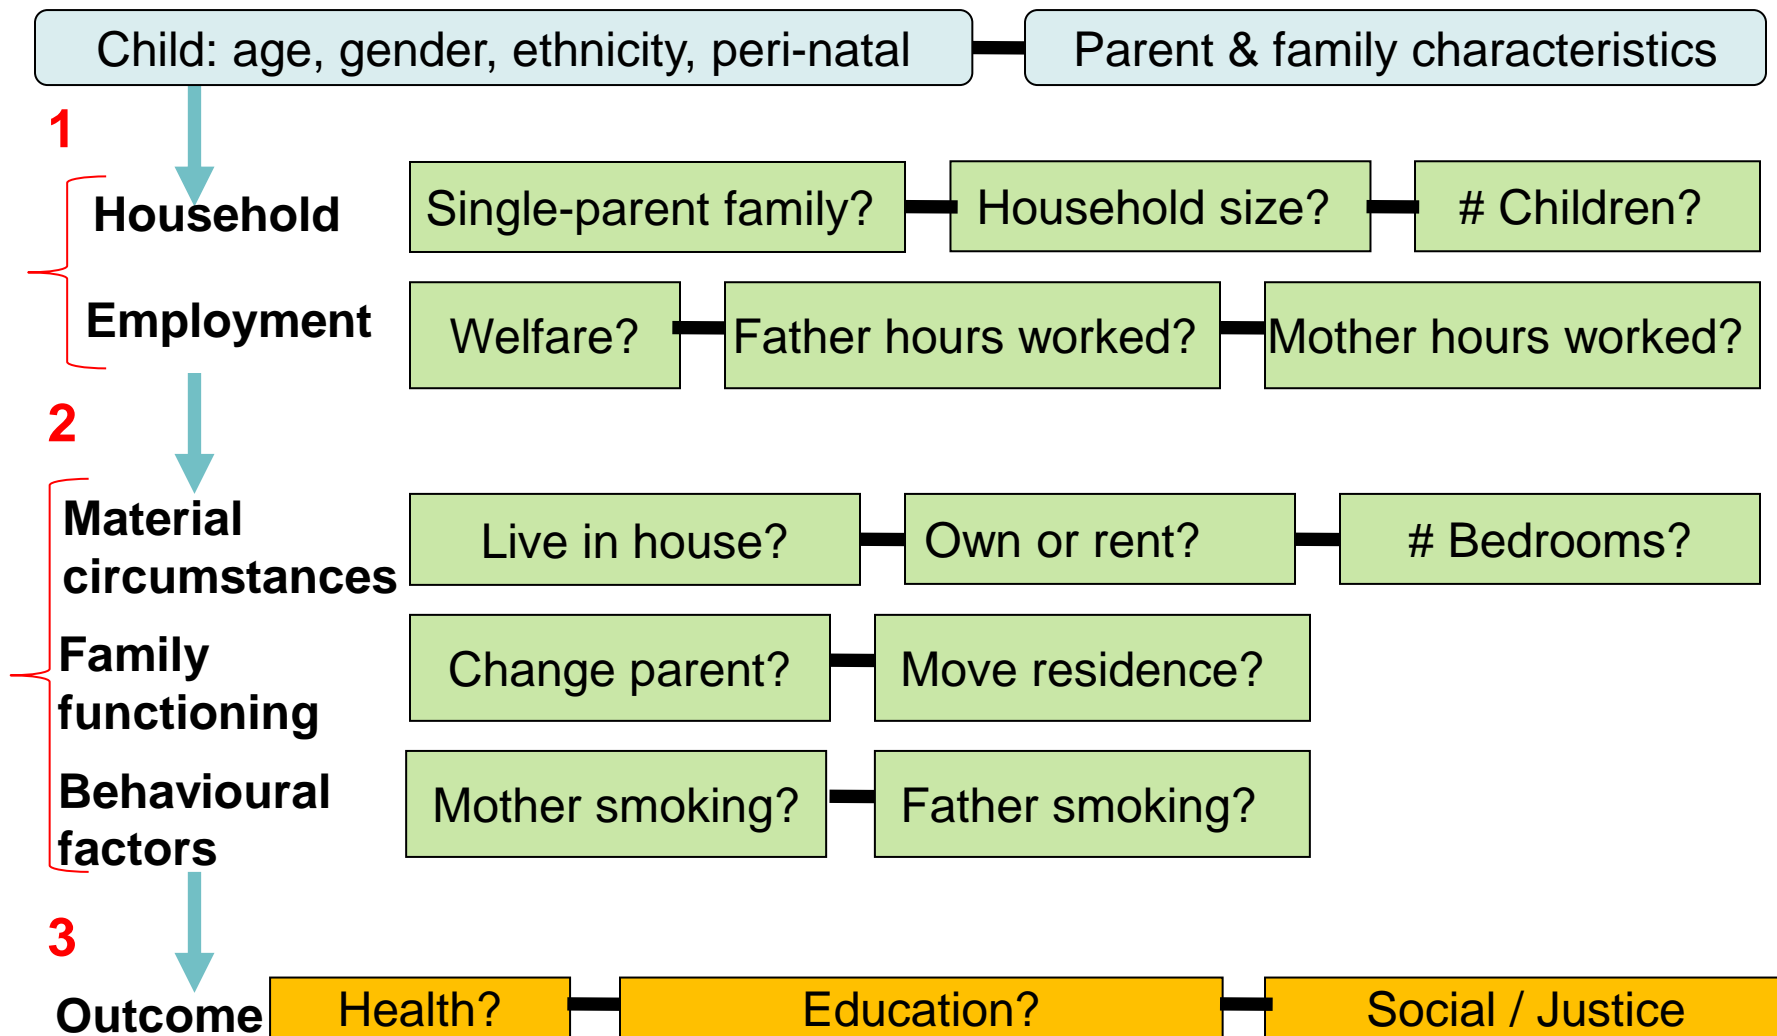 Child: age, gender, ethnicity, peri-natal
Parent & family characteristics
1
Household
Single-parent family?
Household size?
# Children?
Employment
Welfare?
Father hours worked?
Mother hours worked?
2
Material
circumstances
Live in house?
Own or rent?
# Bedrooms?
Family
functioning
Change parent?
Move residence?
Behavioural
factors
Mother smoking?
Father smoking?
3
Outcome
Health?
Education?
Social / Justice